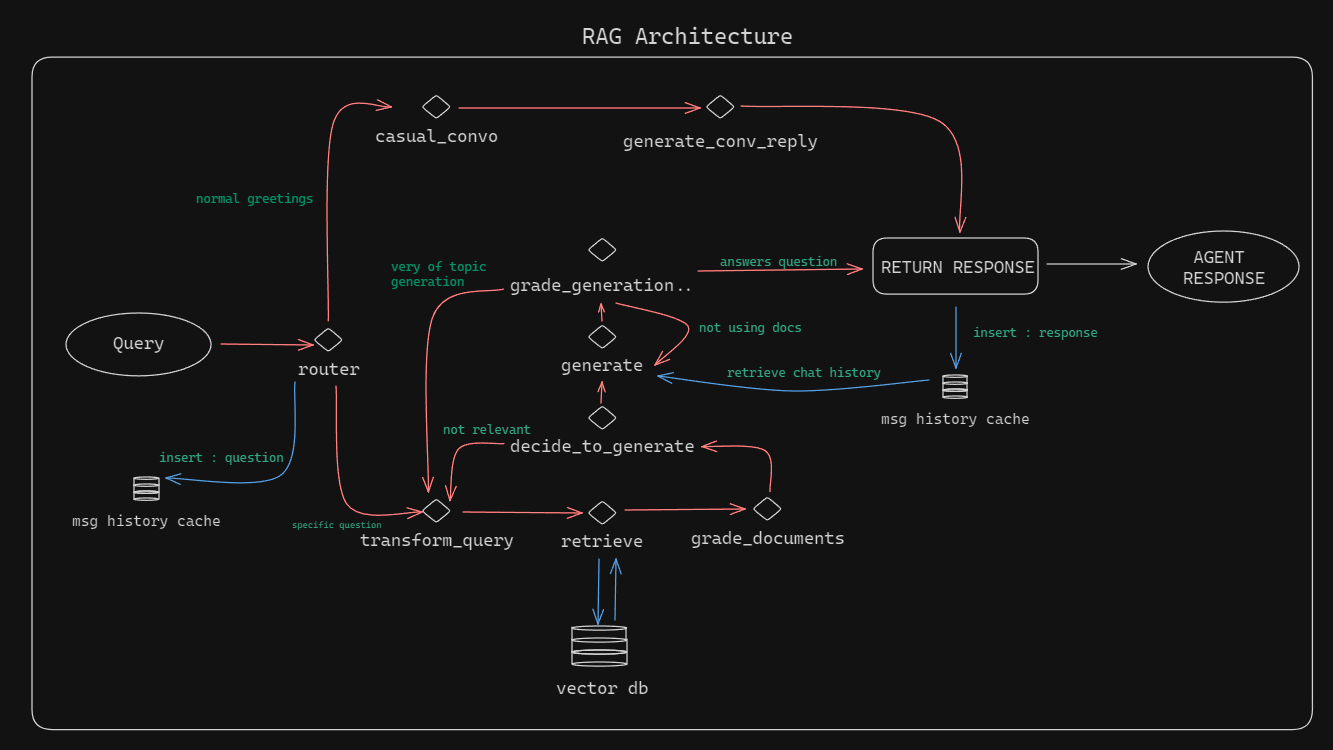 RAG Architecture
casual_convo
generate_conv_reply
normal greetings
very of topic
generation
grade_generation..
answers question
RETURN RESPONSE
AGENT
RESPONSE
Query
router
generate
not using docs
insert : response
retrieve chat history
msg history cache
not relevant
decide_to_generate
insert : question
msg history cache
specific question
transform_query
retrieve
grade_documents
vector db